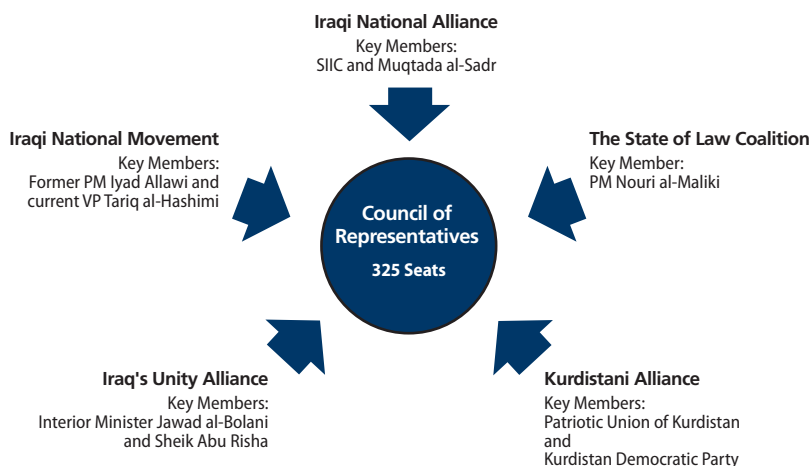 Iraqi National Alliance
Key Members:
SIIC and Muqtada al-Sadr
Iraqi National Movement
Key Members:
Former PM Iyad Allawi and
current VP Tariq al-Hashimi
The State of Law Coalition
Key Member:
PM Nouri al-Maliki
Council of
Representatives
325 Seats
Iraq's Unity Alliance
Key Members:
Interior Minister Jawad al-Bolani
and Sheik Abu Risha
Kurdistani Alliance
Key Members:
Patriotic Union of Kurdistan
and
Kurdistan Democratic Party